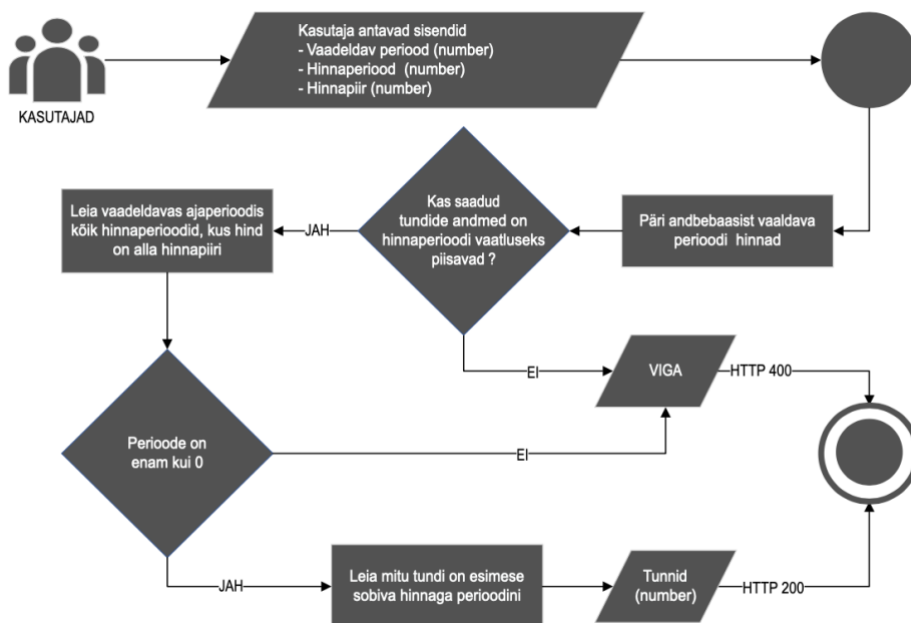 KASUTAJAD
Kasutaja antavad sisendid
- Vaadeldav periood (number)
- Hinnaperiood (number)
- Hinnapiir (number)
Päri andbebaasist vaaldava
perioodi hinnad
Kas saadud
tundide andmed on
hinnaperioodi vaatluseks
piisavad ?
JAH
Leia vaadeldavas ajaperioodis
kõik hinnaperioodid, kus hind
on alla hinnapiiri
EI
VIGA
HTTP 400
Perioode on
enam kui 0
EI
JAH
Leia mitu tundi on esimese
sobiva hinnaga perioodini
Tunnid
(number)
HTTP 200